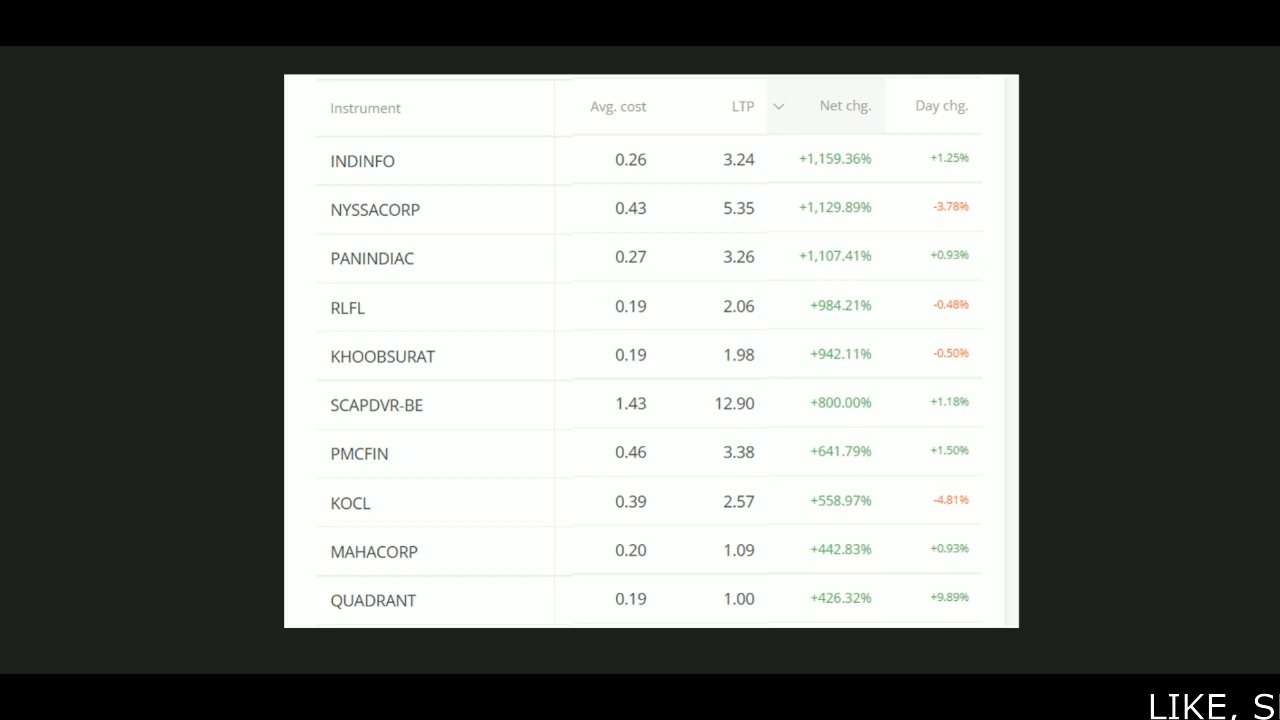 Instrument Avg. cost LTP Net chg. Day chg.
INDINFO 0.26 3.24 +1,159.36% +1.25%
NYSSACORP 0.43 5.35 +1,129.89% -3.78%
PANINDIAC 0.27 3.26 +1,107.41% +0.93%
RLFL 0.19 2.06 +984.21% -0.48%
KHOOBSURAT 0.19 1.98 +942.11% -0.50%
SCAPDVR-BE 1.43 12.90 +800.00% +1.18%
PMCFIN 0.46 3.38 +641.79% +1.50%
KOCL 0.39 2.57 +558.97% -4.81%
MAHACORP 0.20 1.09 +442.83% +0.93%
QUADRANT 0.19 1.00 +426.32% +9.89%
LIKE, S